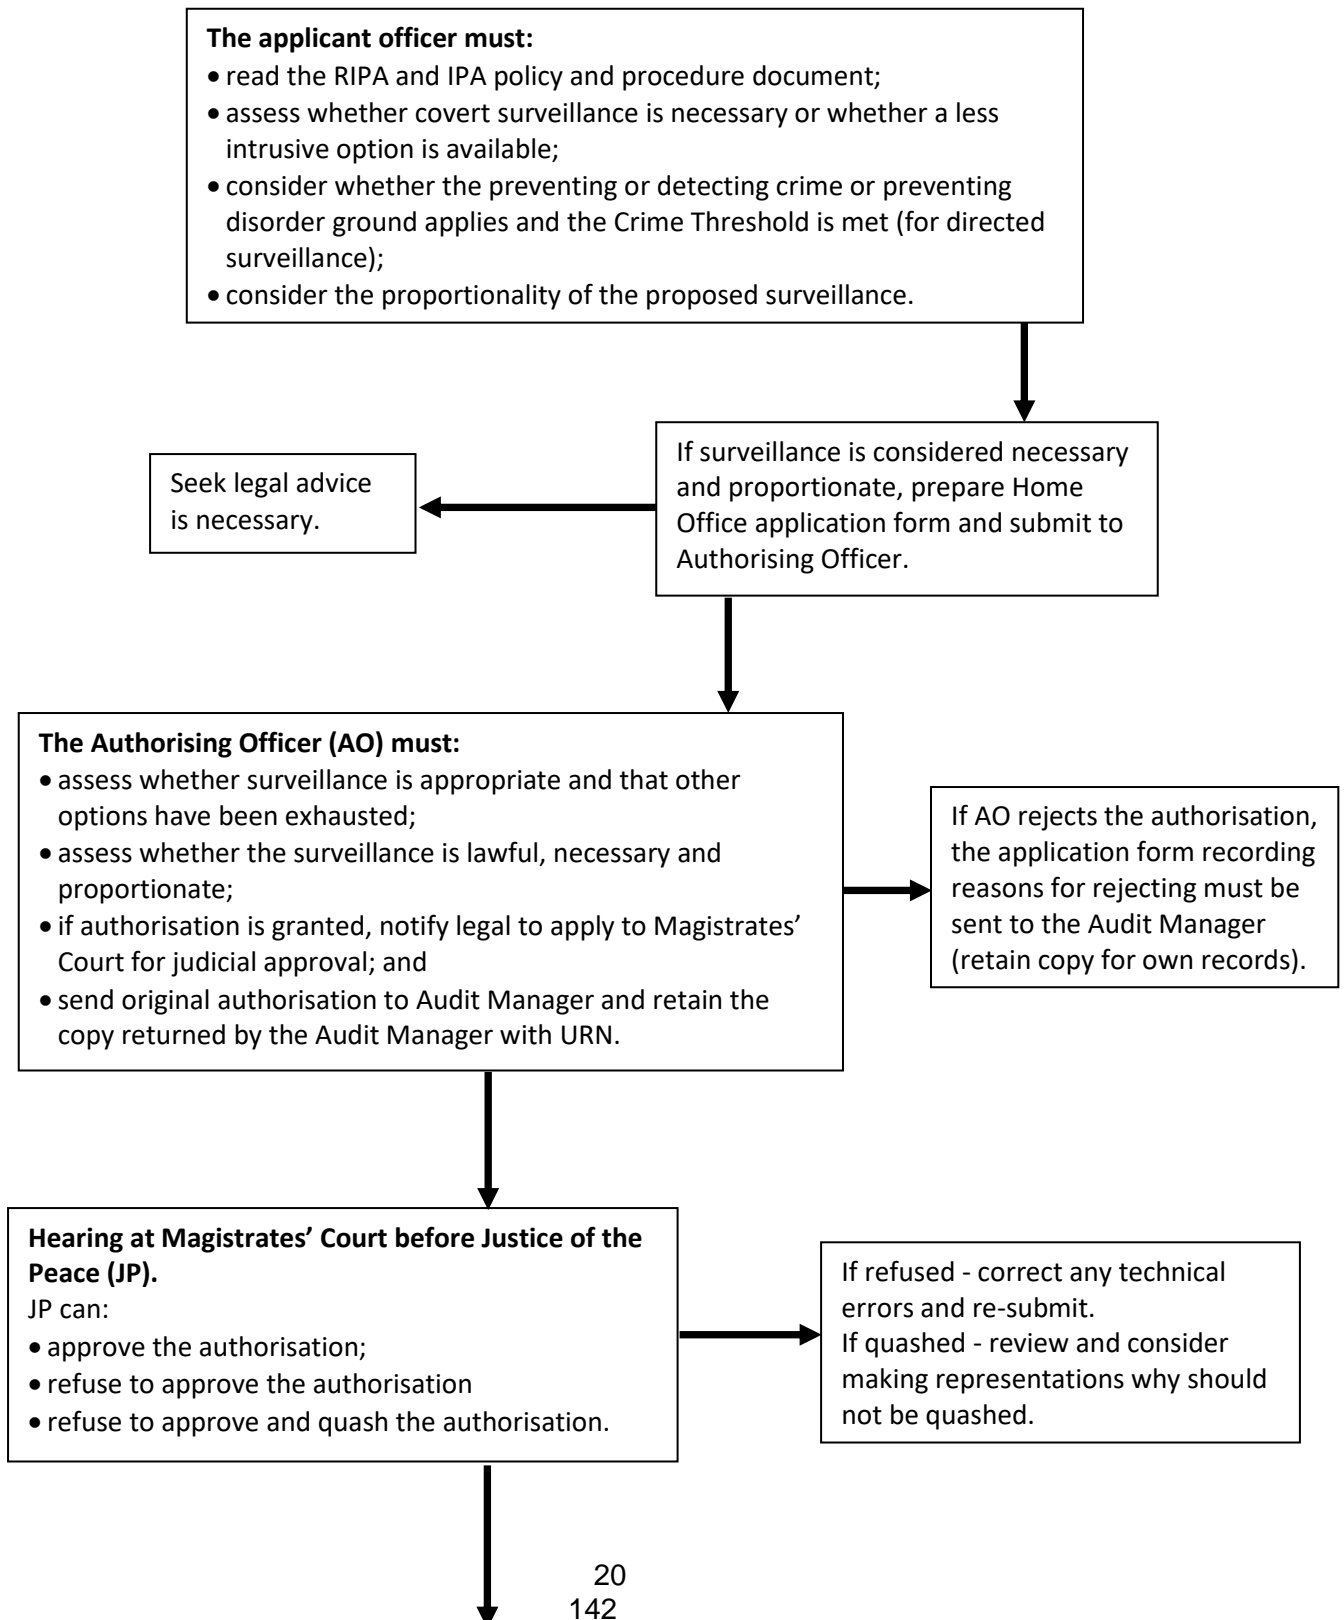 The applicant officer must:
• read the RIPA and IPA policy and procedure document;
• assess whether covert surveillance is necessary or whether a less
intrusive option is available;
• consider whether the preventing or detecting crime or preventing
disorder ground applies and the Crime Threshold is met (for directed
surveillance);
• consider the proportionality of the proposed surveillance.
Seek legal advice
is necessary.
If surveillance is considered necessary
and proportionate, prepare Home
Office application form and submit to
Authorising Officer.
The Authorising Officer (AO) must:
• assess whether surveillance is appropriate and that other
options have been exhausted;
• assess whether the surveillance is lawful, necessary and
proportionate;
• if authorisation is granted, notify legal to apply to Magistrates’
Court for judicial approval; and
• send original authorisation to Audit Manager and retain the
copy returned by the Audit Manager with URN.
If AO rejects the authorisation,
the application form recording
reasons for rejecting must be
sent to the Audit Manager
(retain copy for own records).
Hearing at Magistrates’ Court before Justice of the
Peace (JP).
JP can:
• approve the authorisation;
• refuse to approve the authorisation
• refuse to approve and quash the authorisation.
If refused - correct any technical
errors and re-submit.
If quashed - review and consider
making representations why should
not be quashed.
20
142